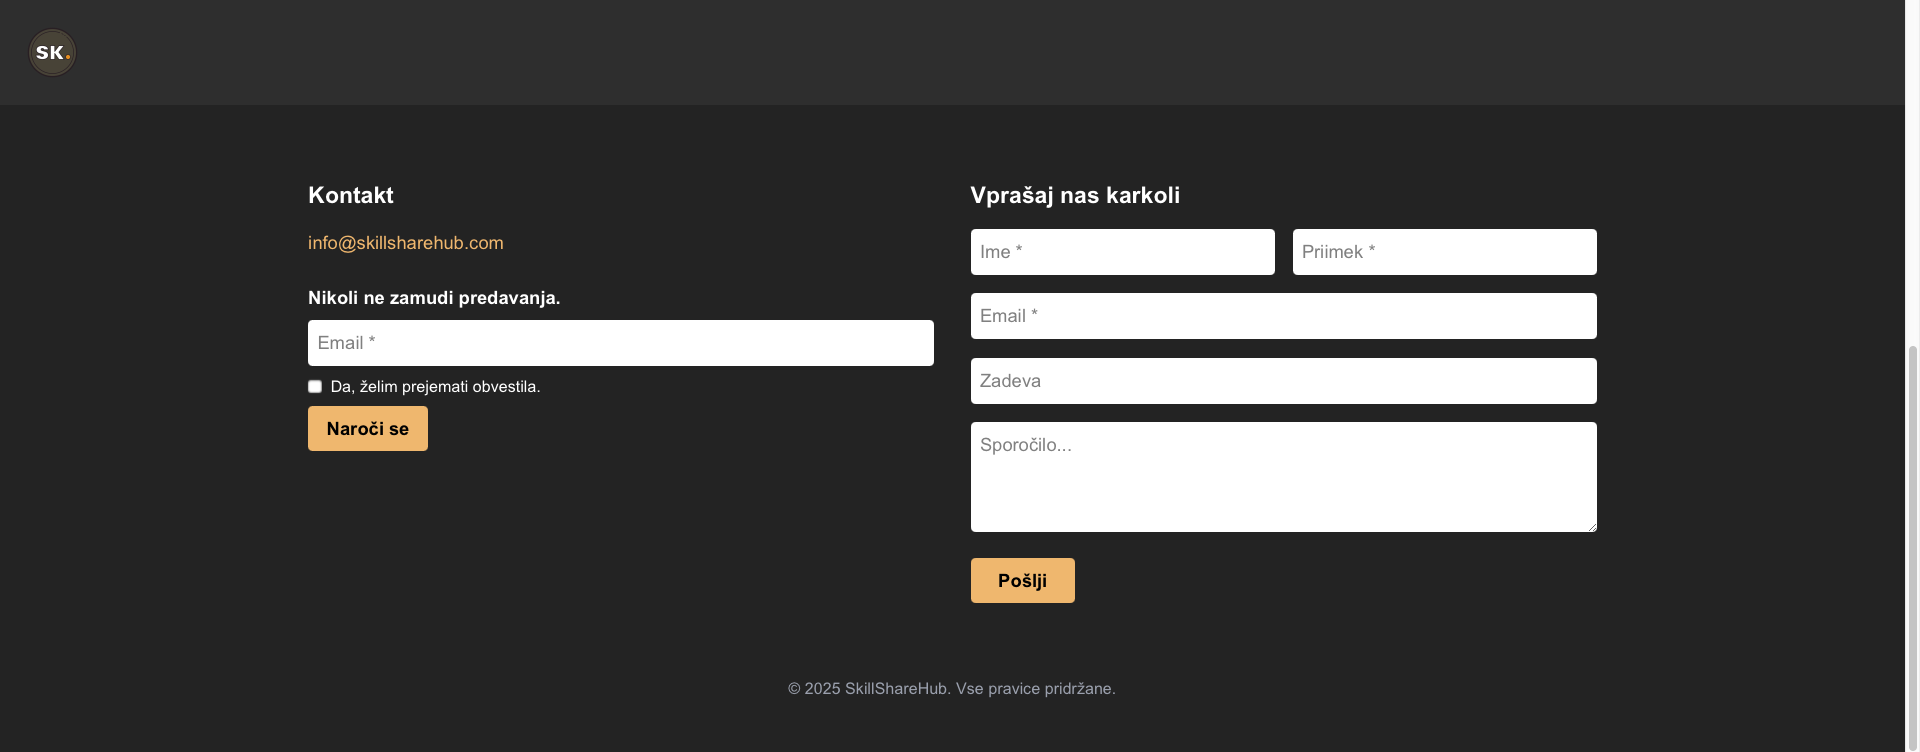 SK.
Kontakt
info@skillsharehub.com
Nikoli ne zamudi predavanja.
Email *
Da, želim prejemati obvestila.
Naroči se
Vprašaj nas karkoli
Ime *
Priimek *
Email *
Zadeva
Sporočilo...
Pošlji
© 2025 SkillShareHub. Vse pravice pridržane.